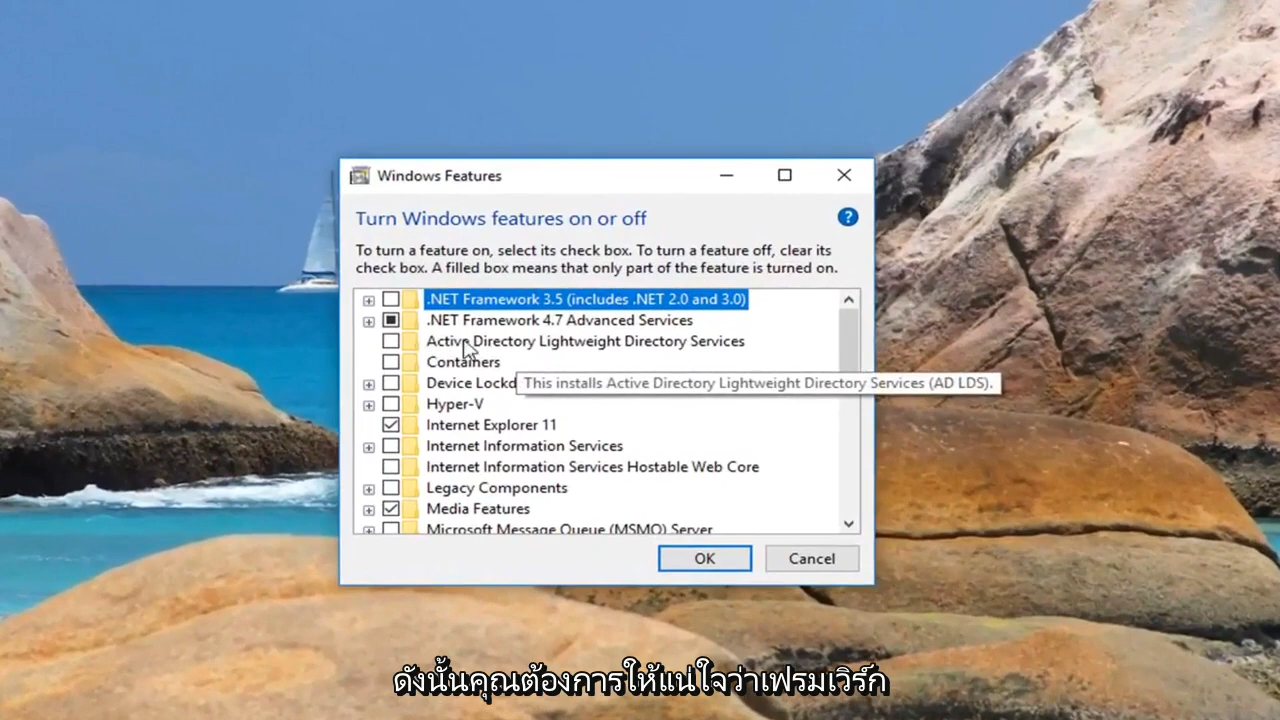 Windows Features
Turn Windows features on or off
To turn a feature on, select its check box. To turn a feature off, clear its
check box. A filled box means that only part of the feature is turned on.
.NET Framework 3.5 (includes .NET 2.0 and 3.0)
.NET Framework 4.7 Advanced Services
Active Directory Lightweight Directory Services
Containers
Device Lockd
This installs Active Directory Lightweight Directory Services (AD LDS).
Hyper-V
Internet Explorer 11
Internet Information Services
Internet Information Services Hostable Web Core
Legacy Components
Media Features
Microsoft Message Queue (MSMQ) Server
OK
Cancel
ดังนั้นคุณต้องการให้แน่ใจว่าเฟรมเวิร์ก